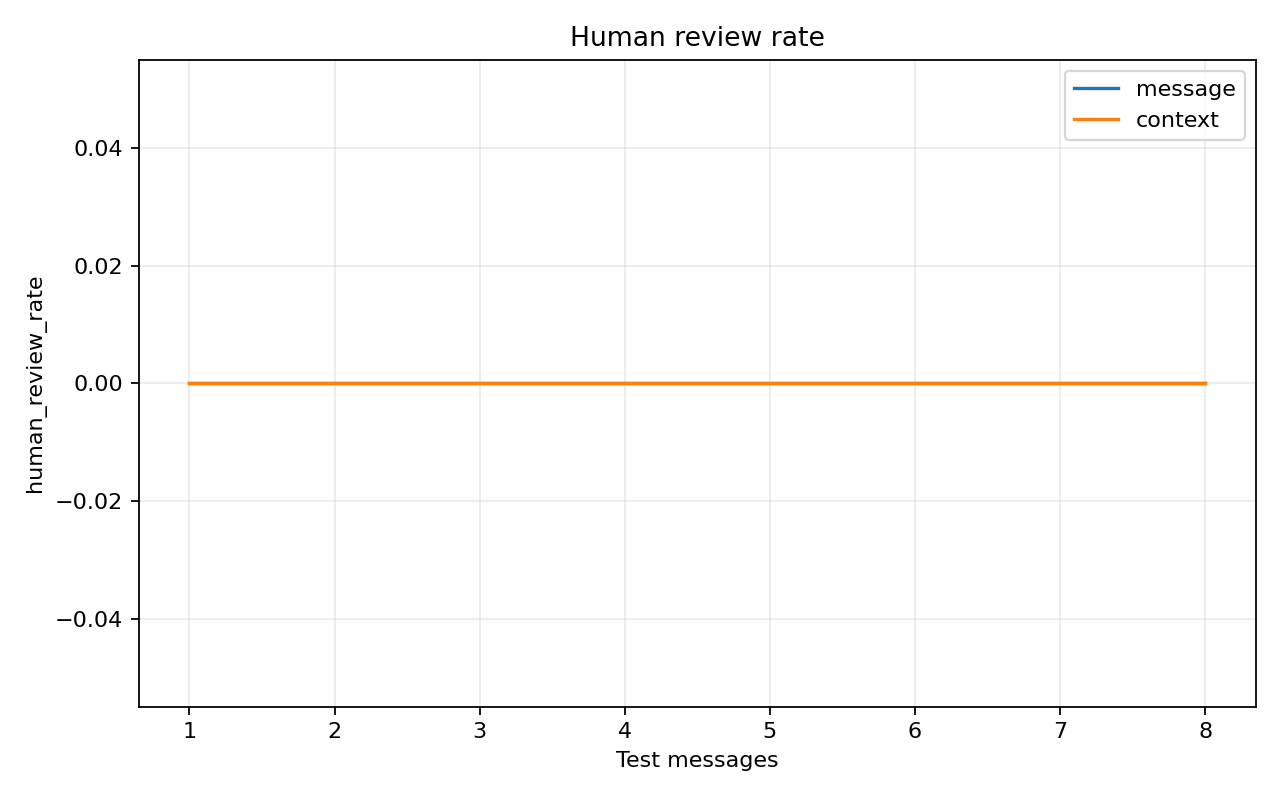 Human review rate
message
context
human_review_rate
0.04
0.02
0.00
−0.02
−0.04
1 2 3 4 5 6 7 8
Test messages